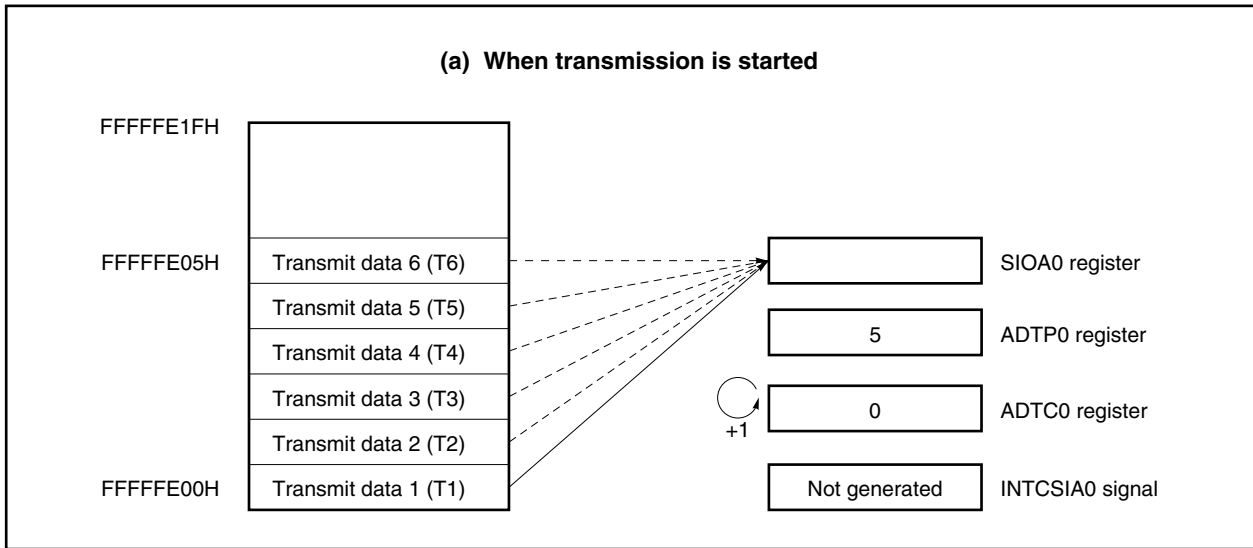 (a) When transmission is started
FFFFFE1FH
FFFFFE05H Transmit data 6 (T6) SIOA0 register
Transmit data 5 (T5) 5 ADTP0 register
Transmit data 4 (T4)
Transmit data 3 (T3) 0 ADTC0 register
+1
Transmit data 2 (T2)
FFFFFE00H Transmit data 1 (T1) Not generated INTCSIA0 signal